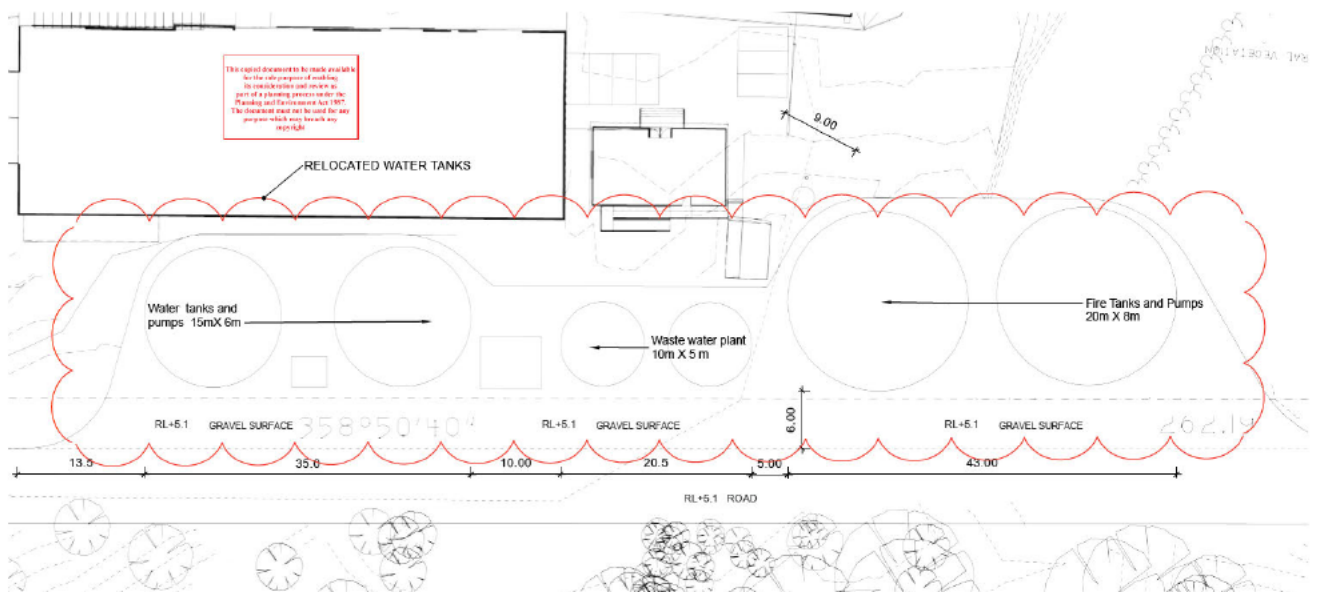 This copied document to be made available
for the sole purpose of enabling
its consideration and review as
part of a planning process under the
Planning and Environment Act 1987.
The document must not be used for any
purpose which may breach any
copyright
RAL VEGETATION
9.00
RELOCATED WATER TANKS
Water tanks and
pumps 15mX 6m
Waste water plant
10m X 5 m
Fire Tanks and Pumps
20m X 8m
6.00
RL+5.1 GRAVEL SURFACE 358°50'40"
RL+5.1 GRAVEL SURFACE
RL+5.1 GRAVEL SURFACE 262.19
13.5 35.0 10.00 20.5 5.00 43.00
RL+5.1 ROAD